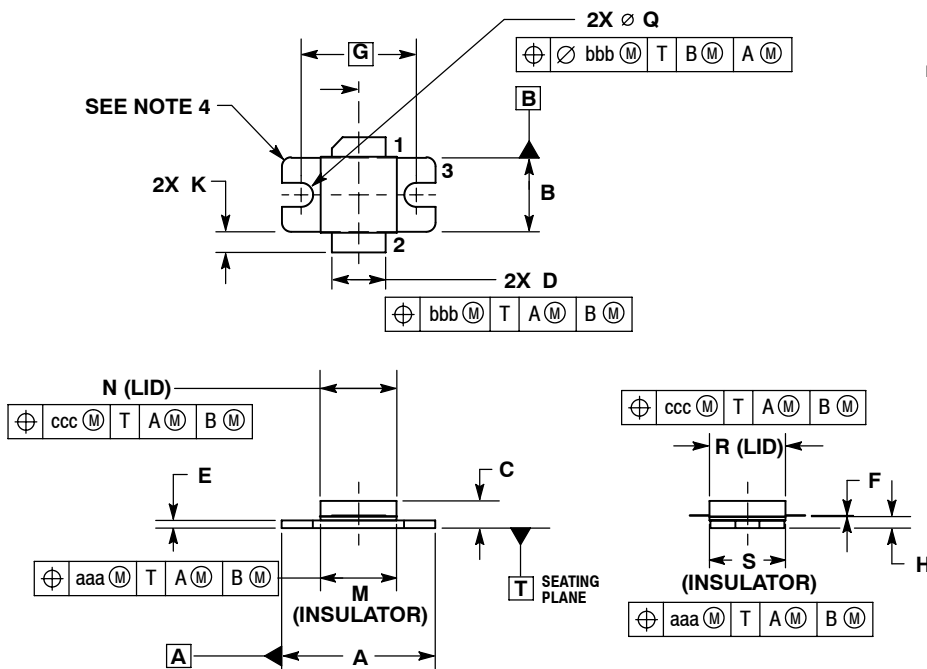 2X ⌀ Q
⌖ ⌀ bbb Ⓜ T B Ⓜ A Ⓜ
G
SEE NOTE 4
B
1
3
2X K
B
2
2X D
⌖ bbb Ⓜ T A Ⓜ B Ⓜ
N (LID)
⌖ ccc Ⓜ T A Ⓜ B Ⓜ
⌖ ccc Ⓜ T A Ⓜ B Ⓜ
R (LID)
E
C
F
H
⌖ aaa Ⓜ T A Ⓜ B Ⓜ
M
(INSULATOR)
T SEATING
PLANE
S
(INSULATOR)
⌖ aaa Ⓜ T A Ⓜ B Ⓜ
A
A